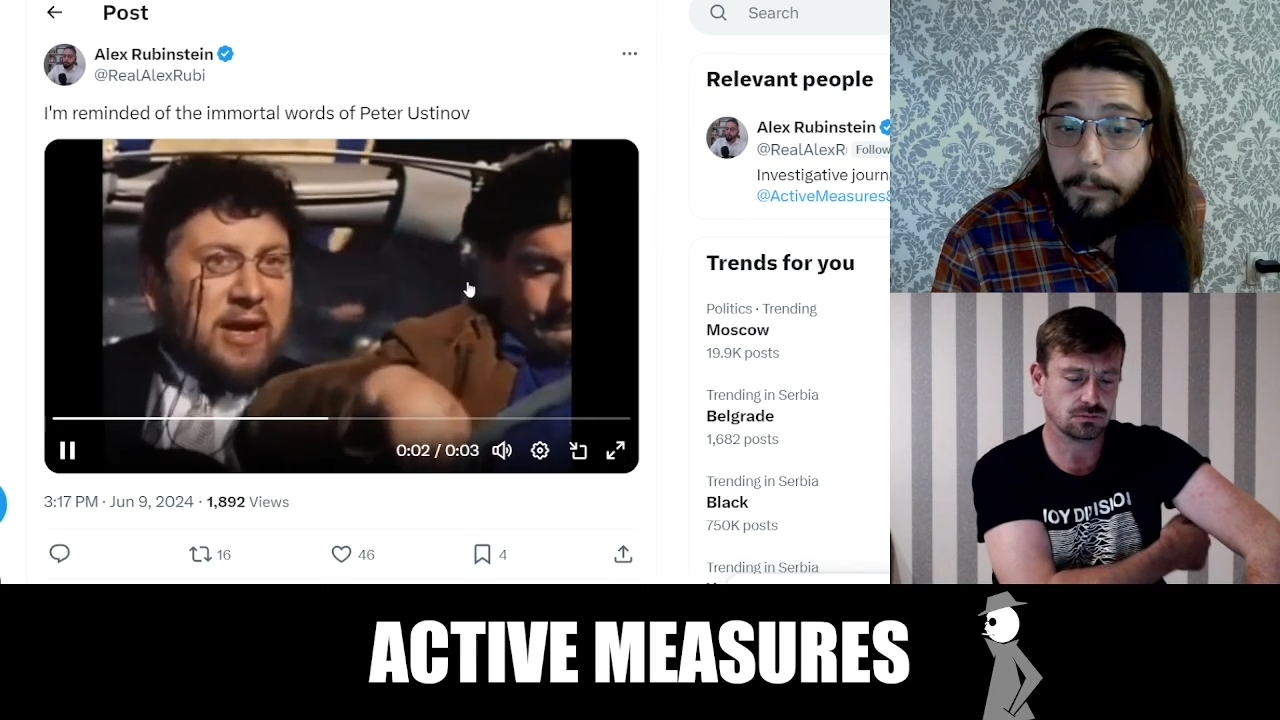 Post
Alex Rubinstein
@RealAlexRubi
I'm reminded of the immortal words of Peter Ustinov
0:02 / 0:03
3:17 PM · Jun 9, 2024 · 1,892 Views
16
46
4
Search
Relevant people
Alex Rubinstein
@RealAlexR
Follow
Investigative journ
@ActiveMeasures
Trends for you
Politics · Trending
Moscow
19.9K posts
Trending in Serbia
Belgrade
1,682 posts
Trending in Serbia
Black
750K posts
Trending in Serbia
JOY DIVISION
ACTIVE MEASURES